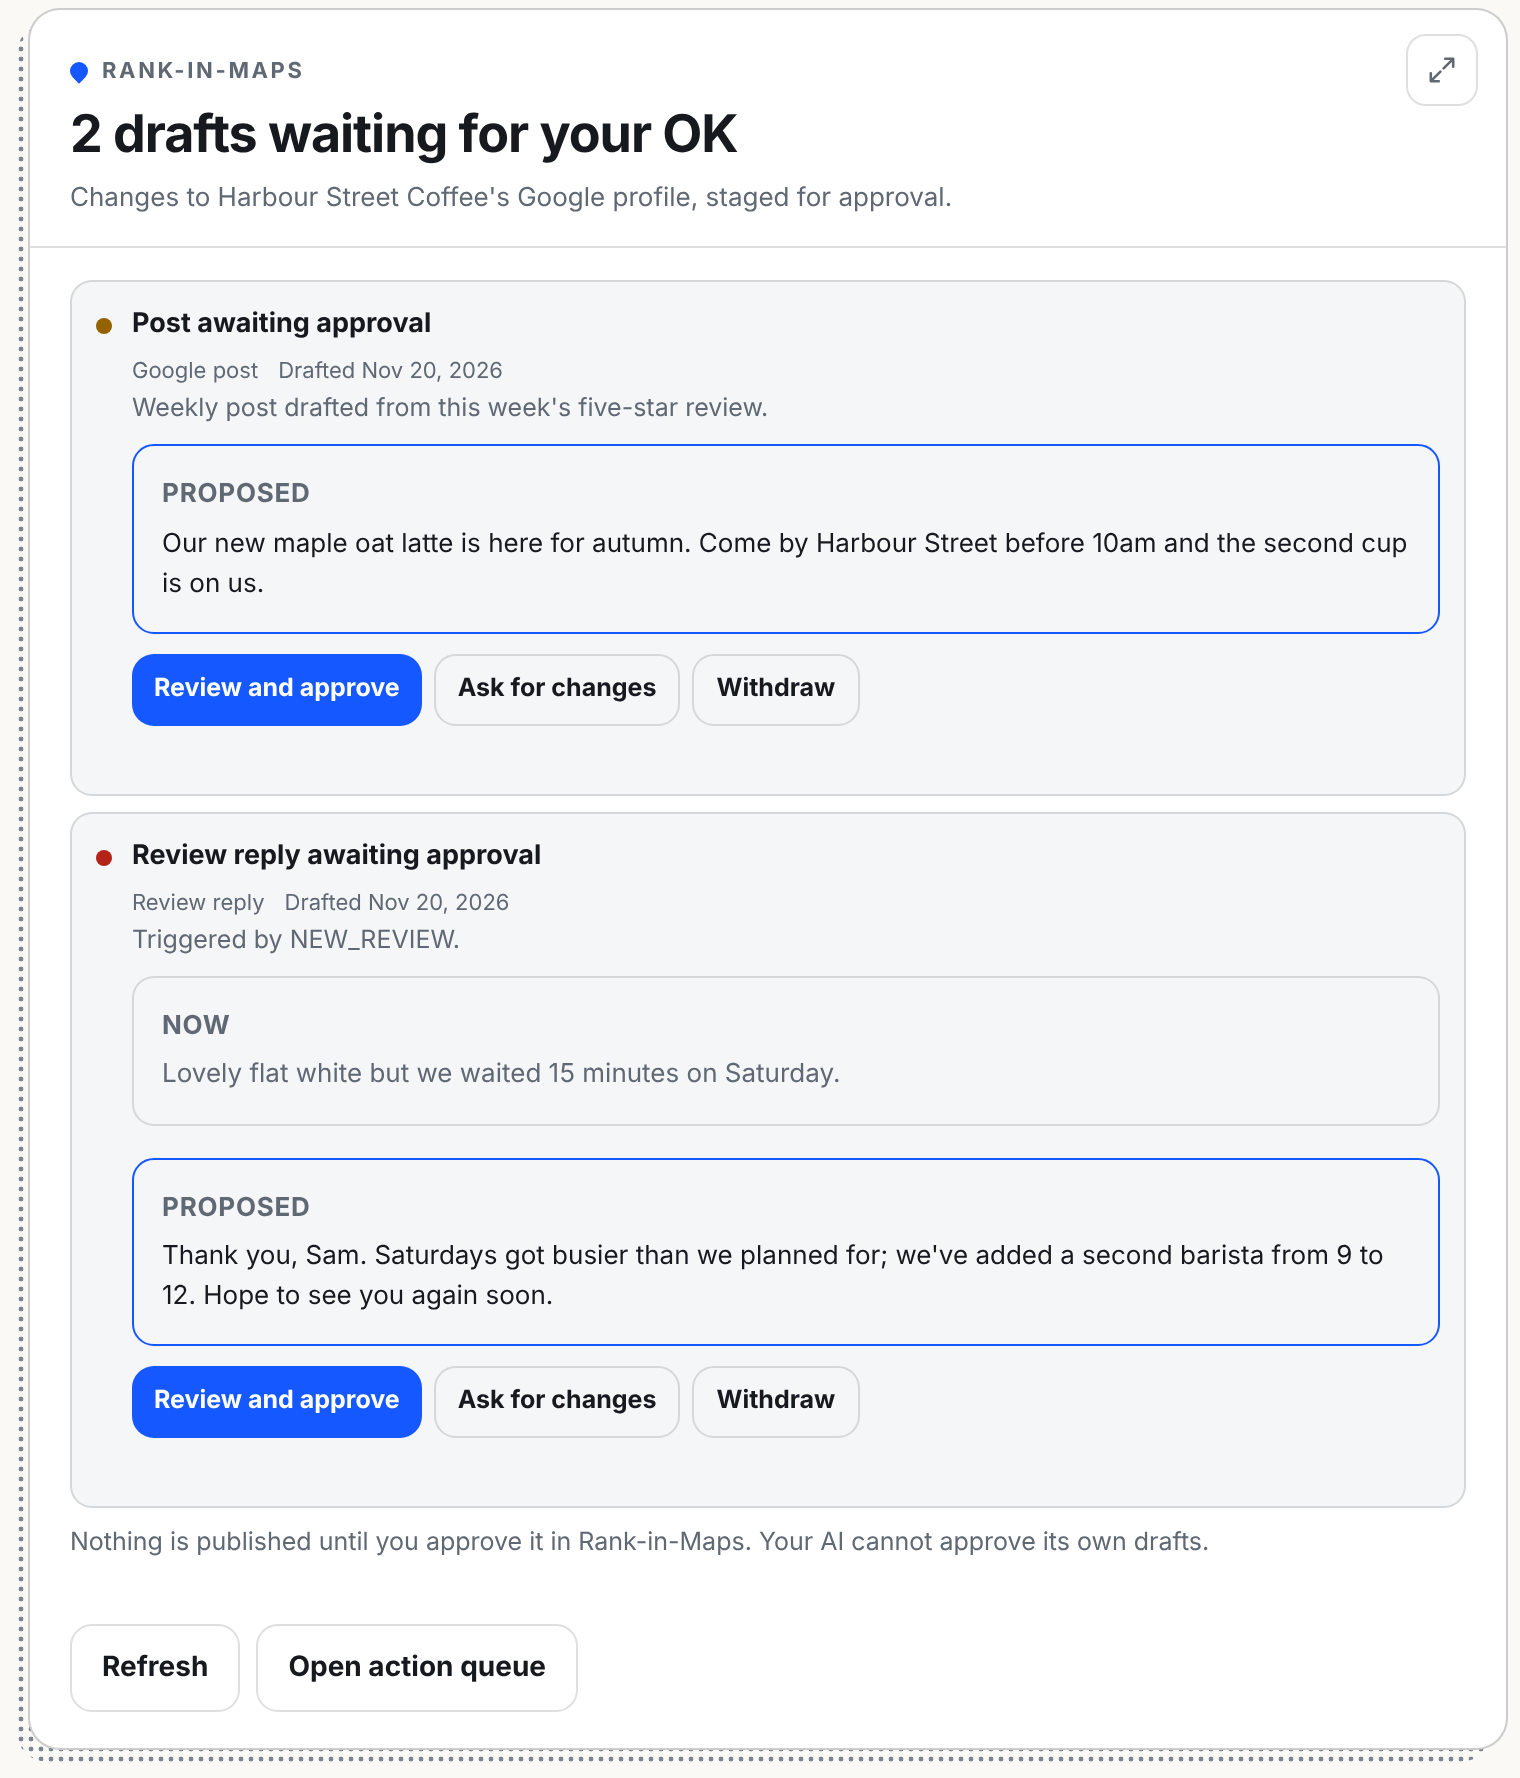 RANK-IN-MAPS
2 drafts waiting for your OK
Changes to Harbour Street Coffee's Google profile, staged for approval.
Post awaiting approval
Google post Drafted Nov 20, 2026
Weekly post drafted from this week's five-star review.
PROPOSED
Our new maple oat latte is here for autumn. Come by Harbour Street before 10am and the second cup
is on us.
Review and approve Ask for changes Withdraw
Review reply awaiting approval
Review reply Drafted Nov 20, 2026
Triggered by NEW_REVIEW.
NOW
Lovely flat white but we waited 15 minutes on Saturday.
PROPOSED
Thank you, Sam. Saturdays got busier than we planned for; we've added a second barista from 9 to
12. Hope to see you again soon.
Review and approve Ask for changes Withdraw
Nothing is published until you approve it in Rank-in-Maps. Your AI cannot approve its own drafts.
Refresh Open action queue